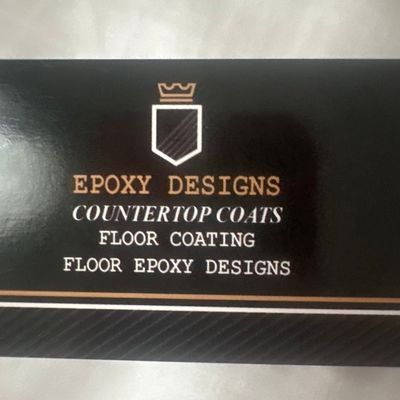 EPOXY DESIGNS
COUNTERTOP COATS
FLOOR COATING
FLOOR EPOXY DESIGNS